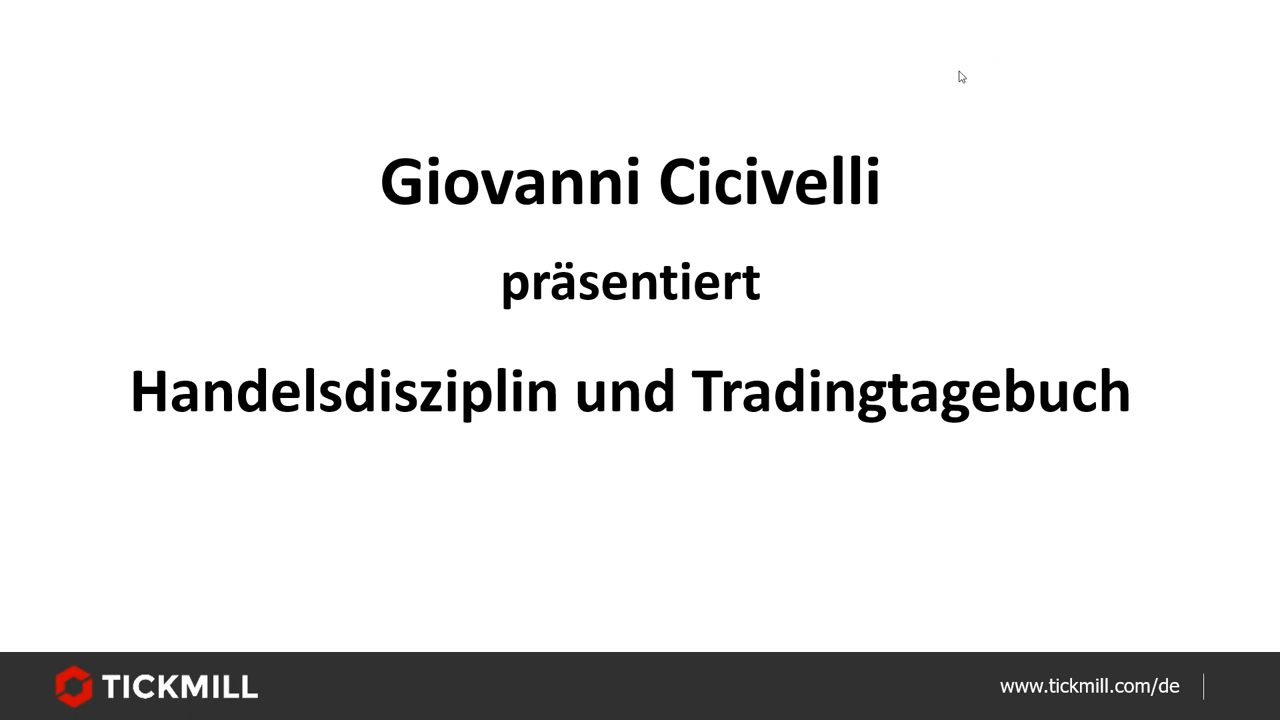 Giovanni Cicivelli
präsentiert
Handelsdisziplin und Tradingtagebuch
TICKMILL
www.tickmill.com/de